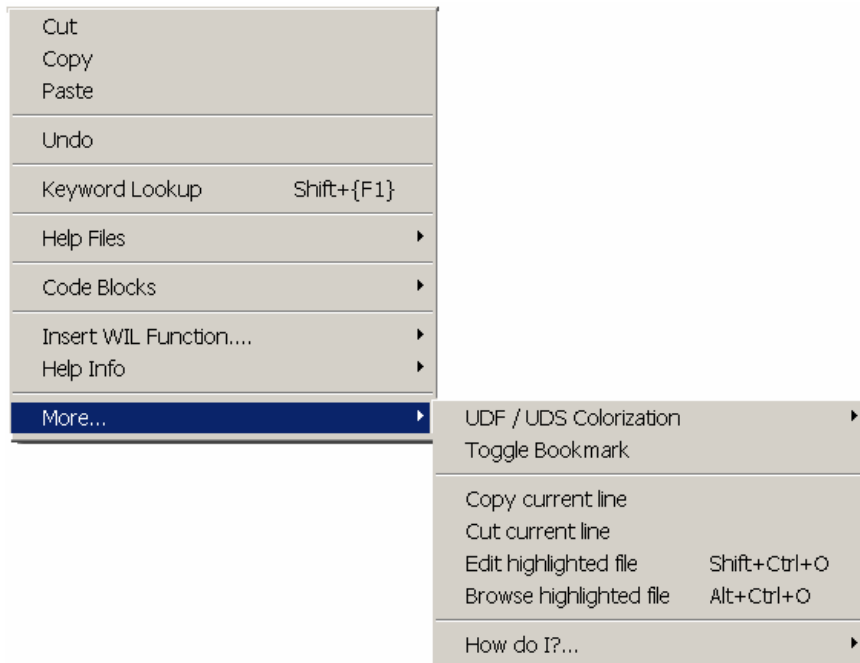 Cut
Copy
Paste
Undo
Keyword Lookup Shift+{F1}
Help Files
Code Blocks
Insert WIL Function....
Help Info
More...
UDF / UDS Colorization
Toggle Bookmark
Copy current line
Cut current line
Edit highlighted file Shift+Ctrl+O
Browse highlighted file Alt+Ctrl+O
How do I?...